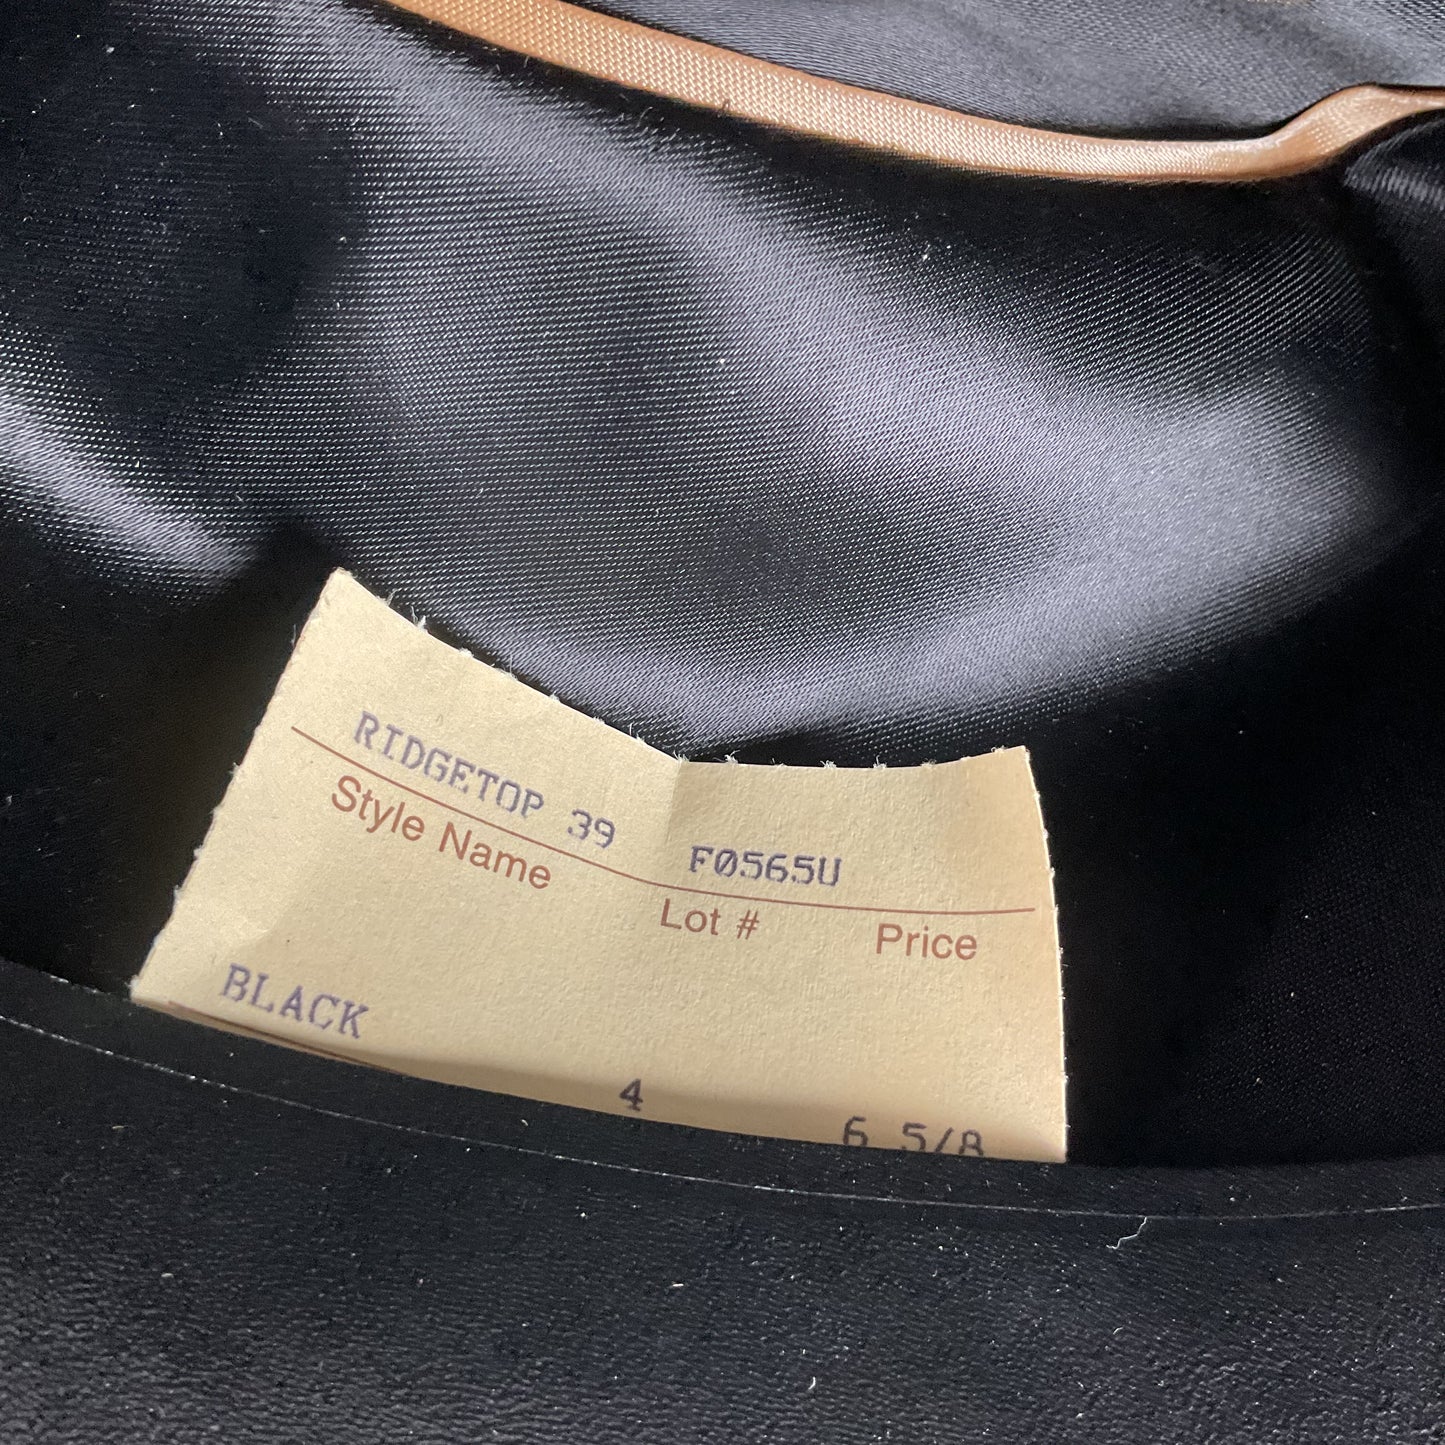 RIDGETOP 39 F0565U
Style Name Lot # Price
BLACK 4 6 5/8